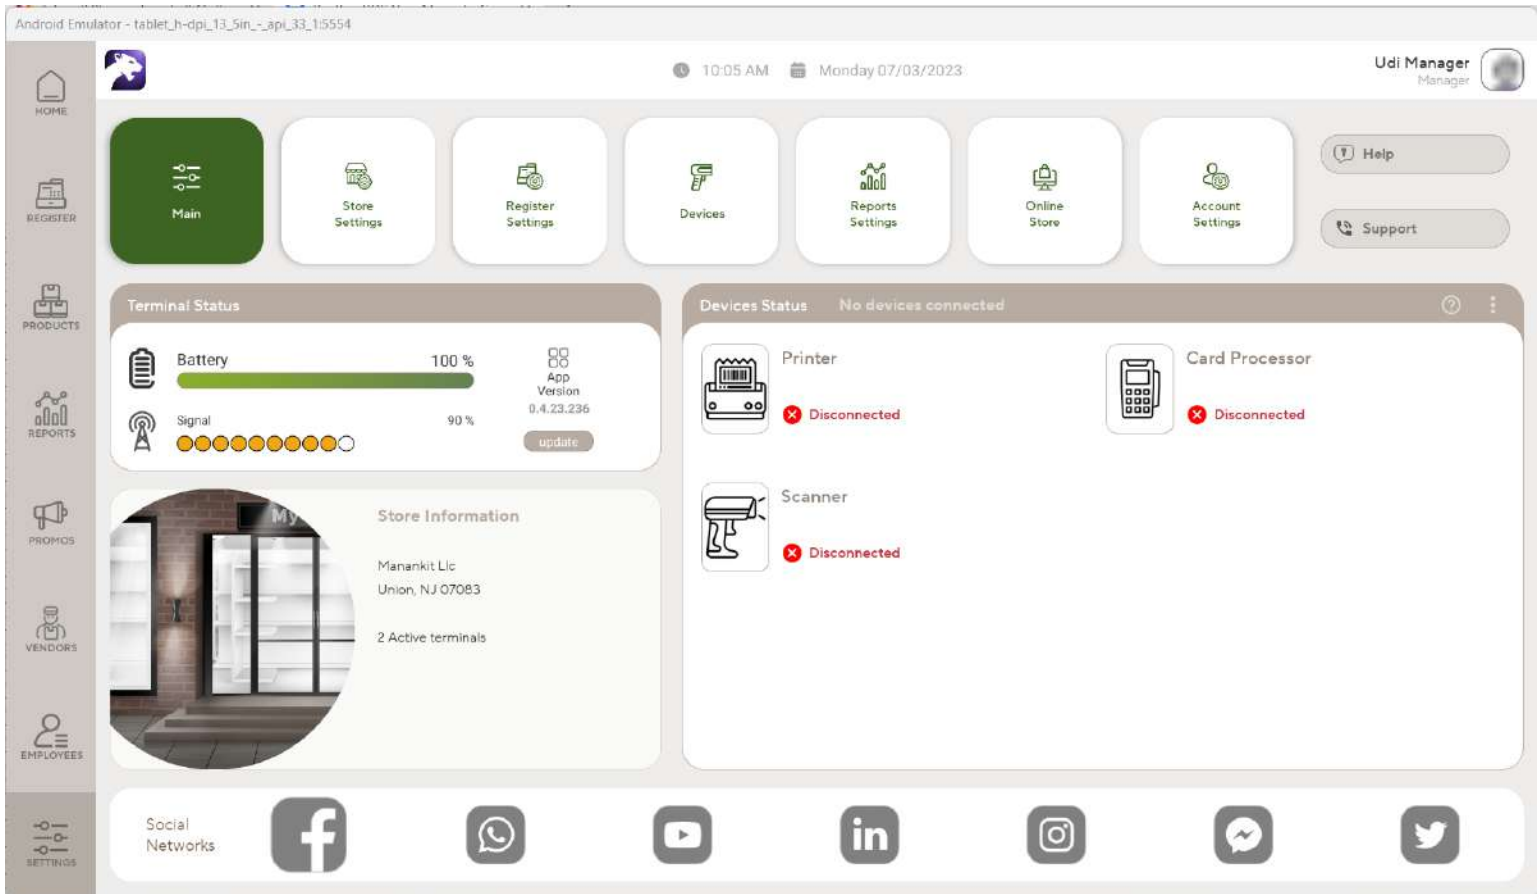 Android Emulator - tablet_h-dpi_13_5in_-_api_33_1:5554
10:05 AM Monday 07/03/2023
Udi Manager
Manager
HOME
REGISTER
PRODUCTS
REPORTS
PROMOS
VENDORS
EMPLOYEES
SETTINGS
Main
Store
Settings
Register
Settings
Devices
Reports
Settings
Online
Store
Account
Settings
Help
Support
Terminal Status
Battery 100 %
Signal 90 %
App
Version
0.4.23.236
update
Devices Status No devices connected
Printer
Disconnected
Card Processor
Disconnected
Scanner
Disconnected
My
Store Information
Manankit Llc
Union, NJ 07083
2 Active terminals
Social
Networks